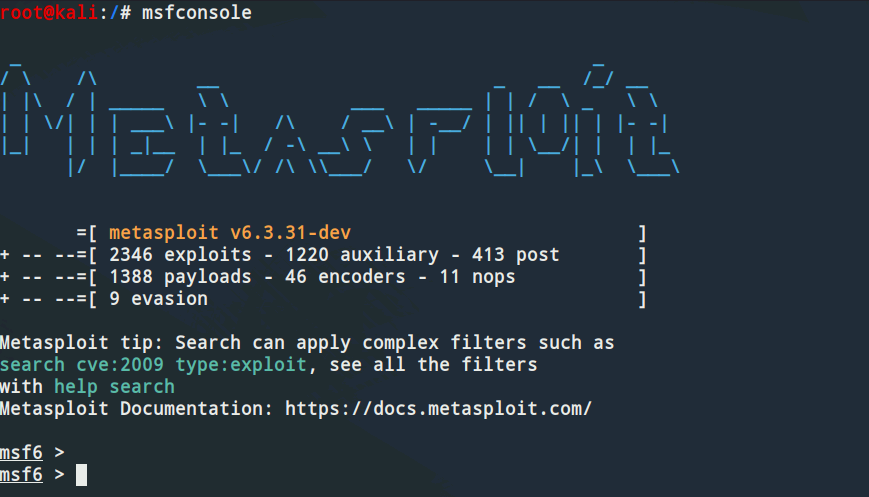 root@kali:/# msfconsole
METASPLOIT
=[ metasploit v6.3.31-dev ]
+ -- --=[ 2346 exploits - 1220 auxiliary - 413 post ]
+ -- --=[ 1388 payloads - 46 encoders - 11 nops ]
+ -- --=[ 9 evasion ]
Metasploit tip: Search can apply complex filters such as
search cve:2009 type:exploit, see all the filters
with help search
Metasploit Documentation: https://docs.metasploit.com/
msf6 >
msf6 >